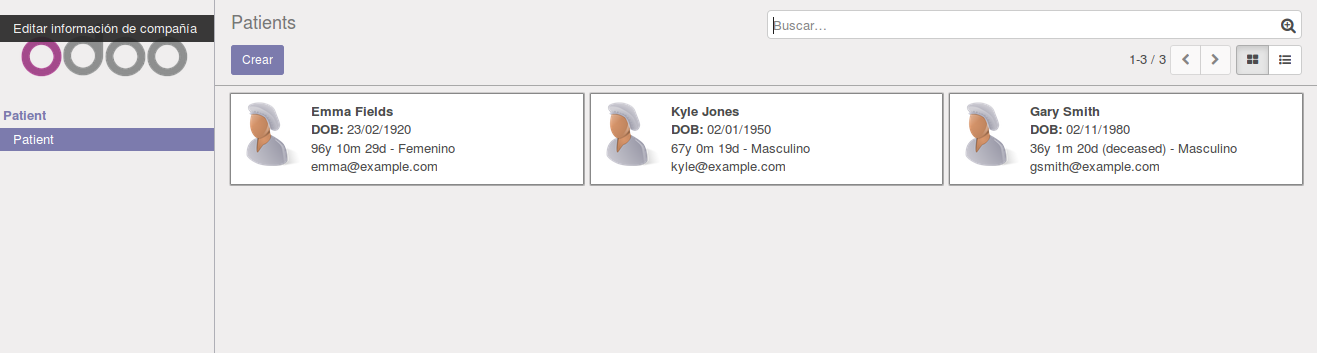 Editar información de compañía
odoo
Patient
Patient
Patients
Buscar...
Crear
1-3 / 3
Emma Fields
DOB: 23/02/1920
96y 10m 29d - Femenino
emma@example.com
Kyle Jones
DOB: 02/01/1950
67y 0m 19d - Masculino
kyle@example.com
Gary Smith
DOB: 02/11/1980
36y 1m 20d (deceased) - Masculino
gsmith@example.com